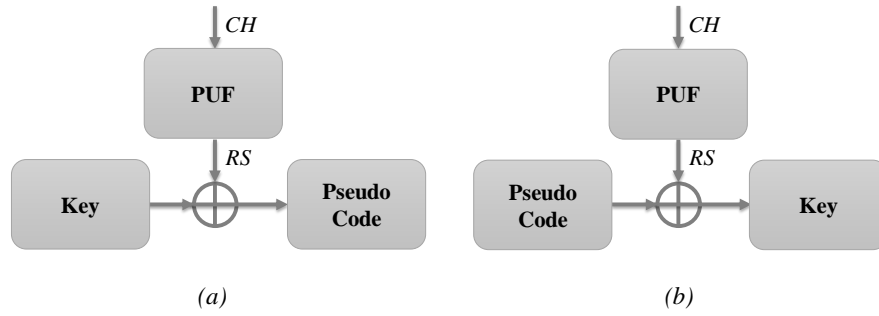 CH
PUF
RS
Key
Pseudo
Code
(a)
CH
PUF
RS
Pseudo
Code
Key
(b)